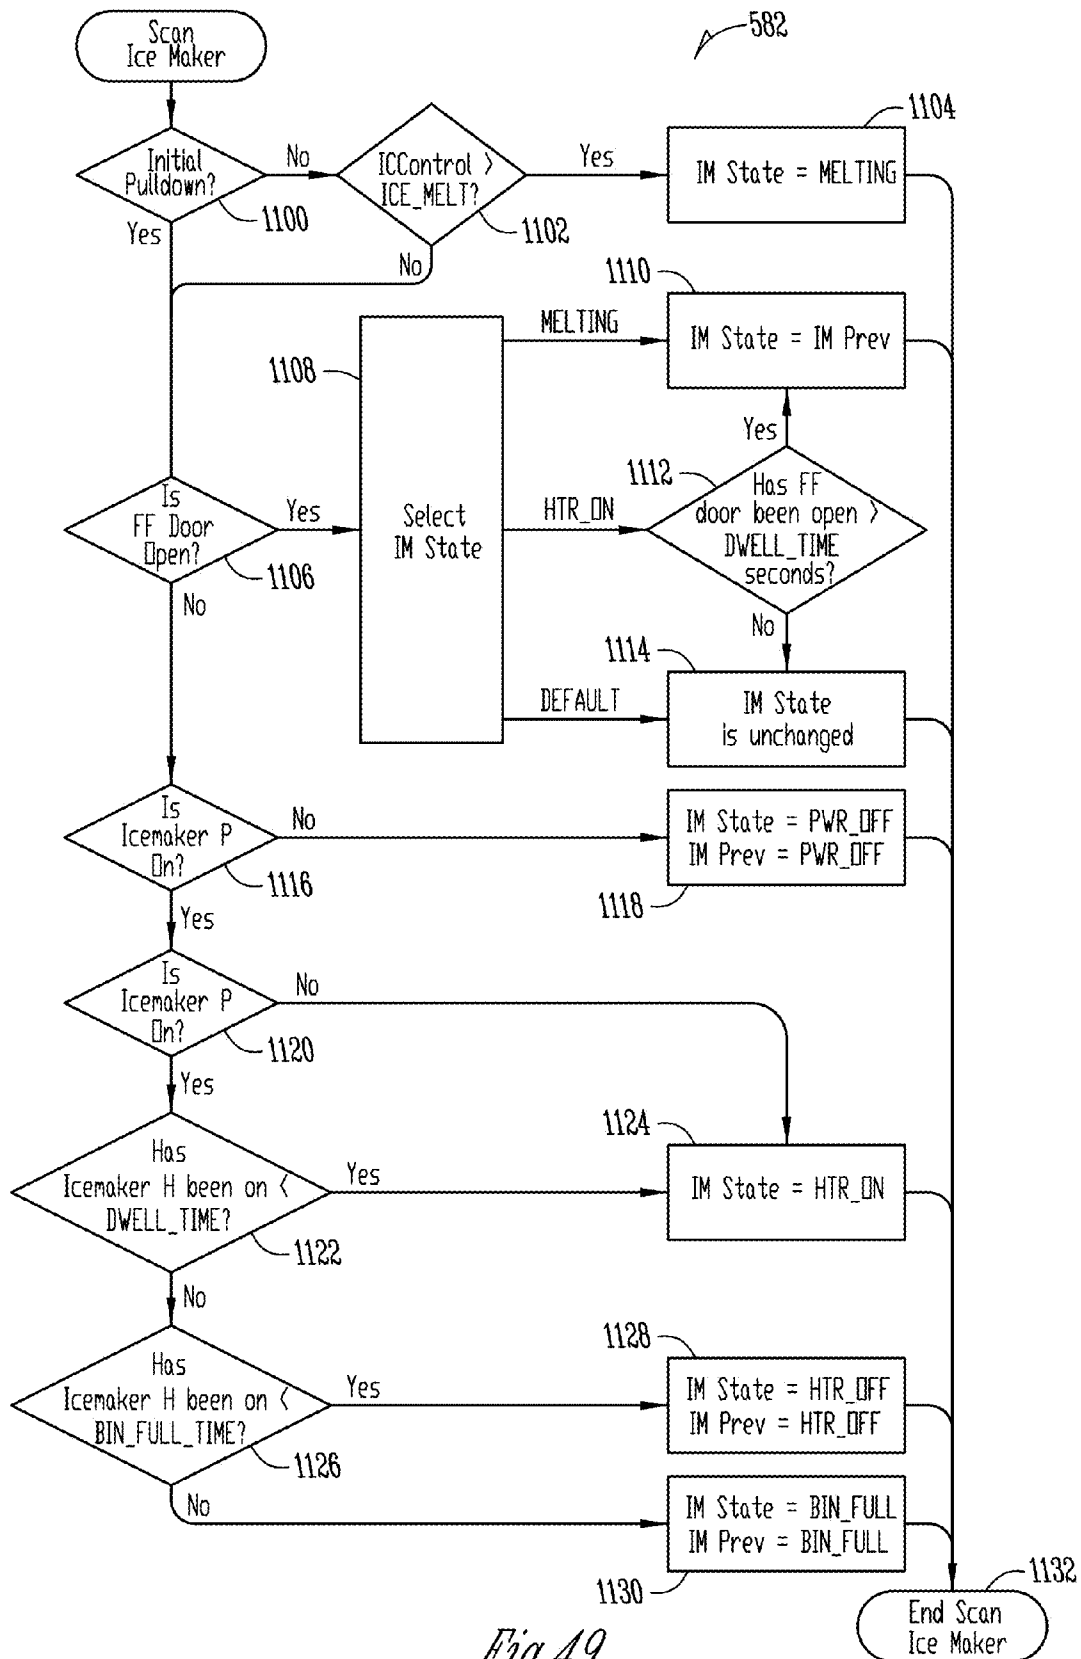 Scan
Ice Maker
582
Initial
Pulldown?
1100
No
Yes
ICControl >
ICE_MELT?
1102
Yes
No
1104
IM State = MELTING
1110
IM State = IM Prev
MELTING
1108
Select
IM State
Yes
1112
Has FF
door been open >
DWELL_TIME
seconds?
HTR_ON
Is
FF Door
Open?
1106
Yes
No
No
1114
IM State
is unchanged
DEFAULT
Is
Icemaker P
On?
1116
No
Yes
IM State = PWR_OFF
IM Prev = PWR_OFF
1118
Is
Icemaker P
On?
1120
No
Yes
Has
Icemaker H been on <
DWELL_TIME?
1122
Yes
No
1124
IM State = HTR_ON
Has
Icemaker H been on <
BIN_FULL_TIME?
1126
Yes
No
1128
IM State = HTR_OFF
IM Prev = HTR_OFF
IM State = BIN_FULL
IM Prev = BIN_FULL
1130
1132
End Scan
Ice Maker
Fig. 49